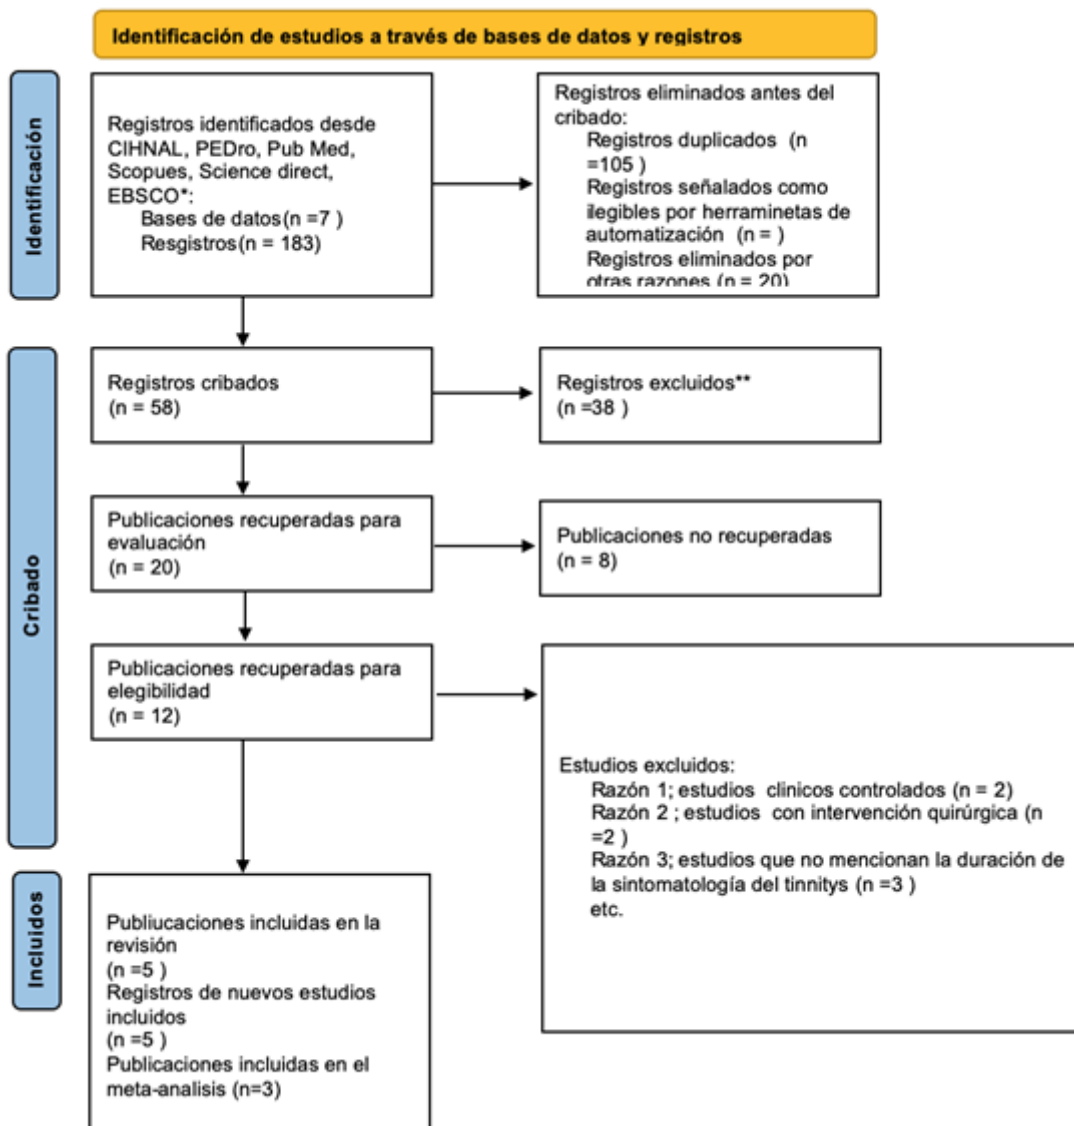 Identificación de estudios a través de bases de datos y registros
Identificación
Registros identificados desde
CIHNAL, PEDro, Pub Med,
Scopues, Science direct,
EBSCO*:
Bases de datos(n =7 )
Resgistros(n = 183)
Registros eliminados antes del
cribado:
Registros duplicados (n
=105 )
Registros señalados como
ilegibles por herraminetas de
automatización (n = )
Registros eliminados por
otras razones (n = 20)
Cribado
Registros cribados
(n = 58)
Registros excluidos**
(n =38 )
Publicaciones recuperadas para
evaluación
(n = 20)
Publicaciones no recuperadas
(n = 8)
Publicaciones recuperadas para
elegibilidad
(n = 12)
Estudios excluidos:
Razón 1; estudios clinicos controlados (n = 2)
Razón 2 ; estudios con intervención quirúrgica (n
=2 )
Razón 3; estudios que no mencionan la duración de
la sintomatología del tinnitys (n =3 )
etc.
Incluidos
Publiucaciones incluidas en la
revisión
(n =5 )
Registros de nuevos estudios
incluidos
(n =5 )
Publicaciones incluidas en el
meta-analisis (n=3)